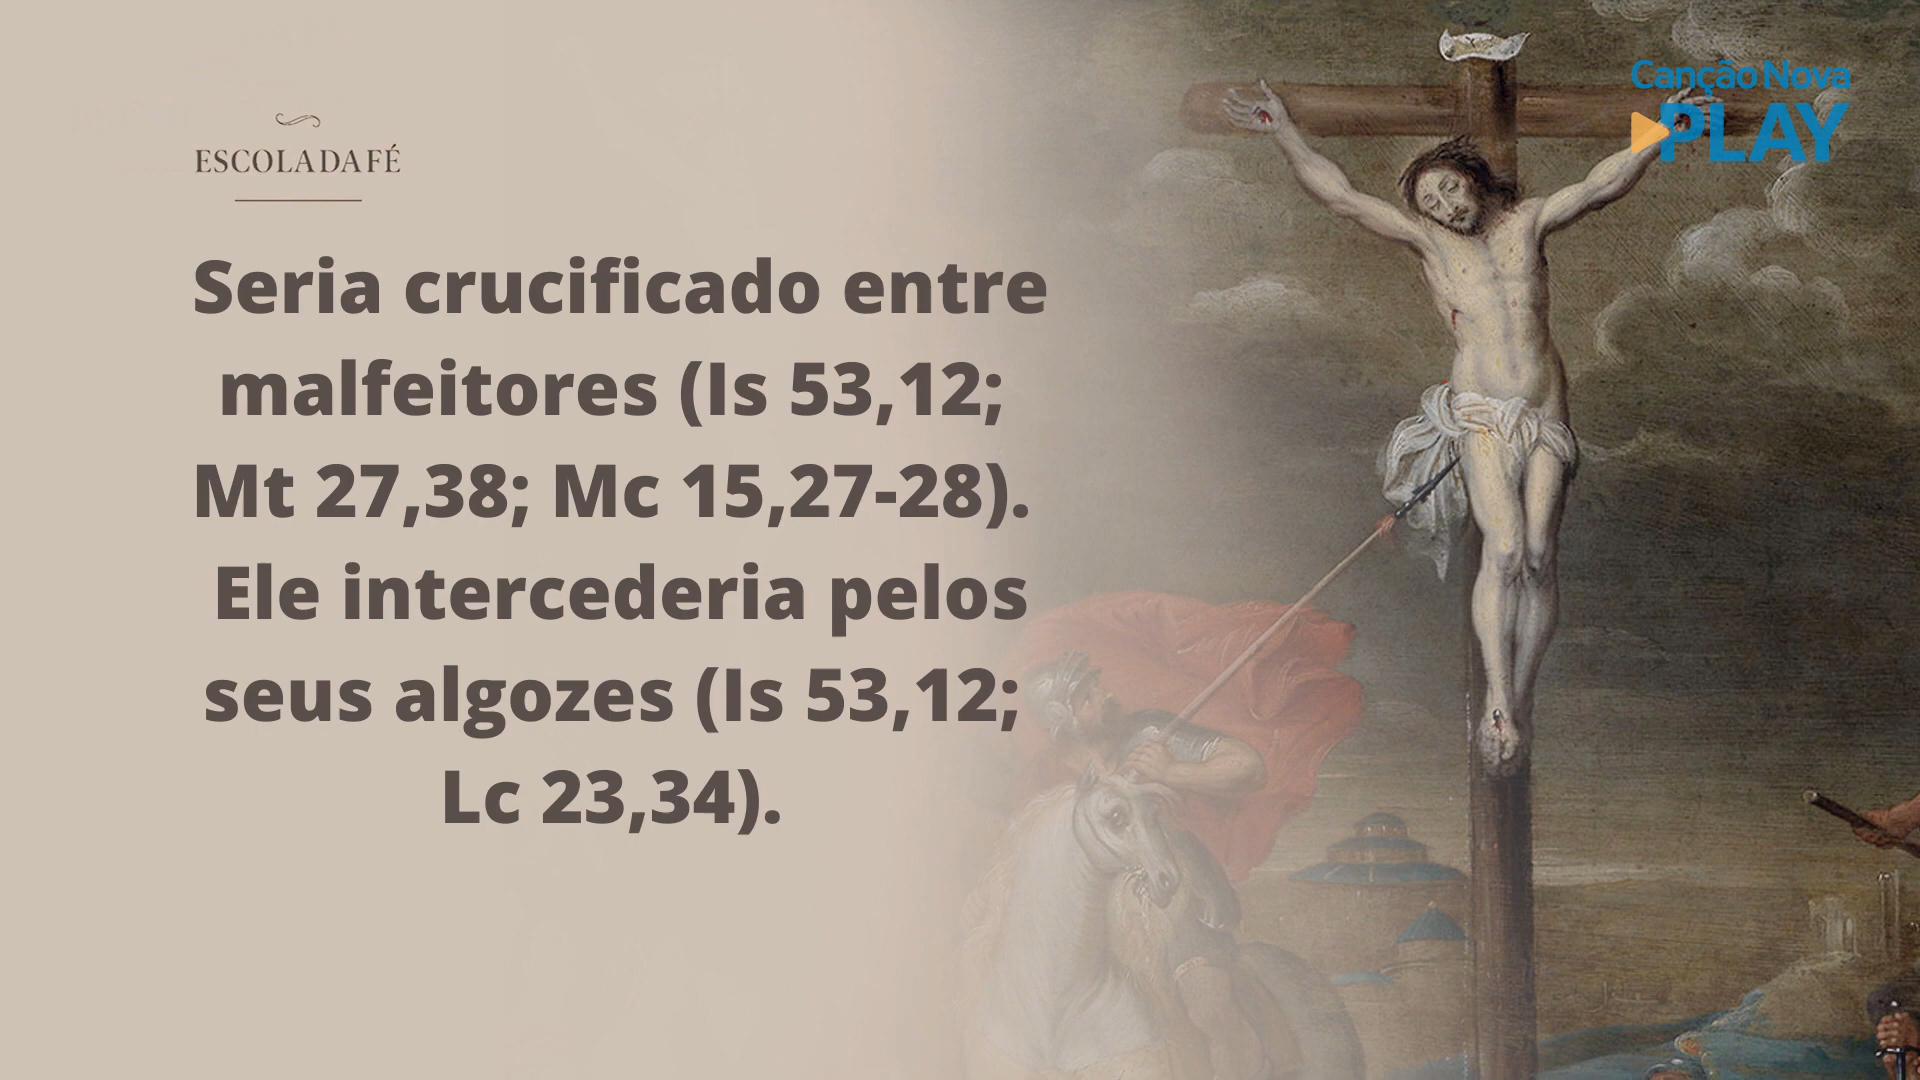 ESCOLADAFÉ
Canção Nova
PLAY
Seria crucificado entre
malfeitores (Is 53,12;
Mt 27,38; Mc 15,27-28).
Ele intercederia pelos
seus algozes (Is 53,12;
Lc 23,34).